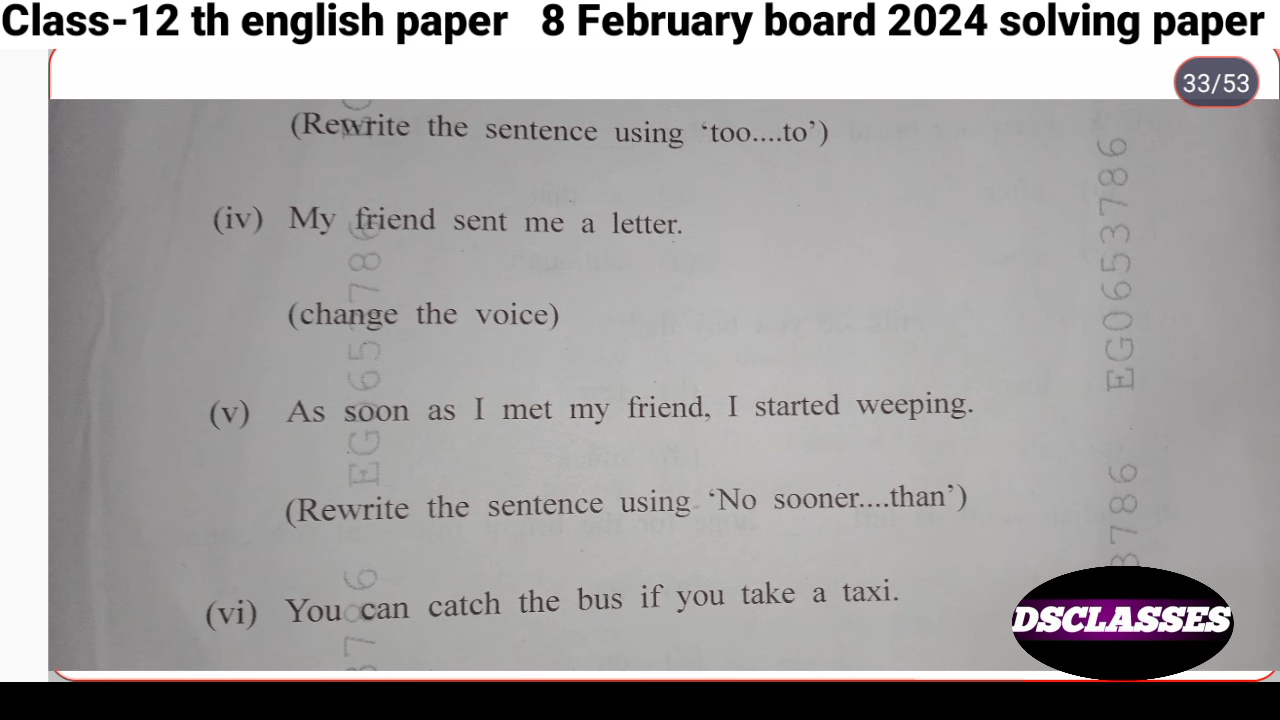 Class-12 th english paper 8 February board 2024 solving paper
33/53
(Rewrite the sentence using ‘too....to’)
(iv) My friend sent me a letter.
(change the voice)
(v) As soon as I met my friend, I started weeping.
(Rewrite the sentence using ‘No sooner....than’)
(vi) You can catch the bus if you take a taxi.
EG0653786
DSCLASSES